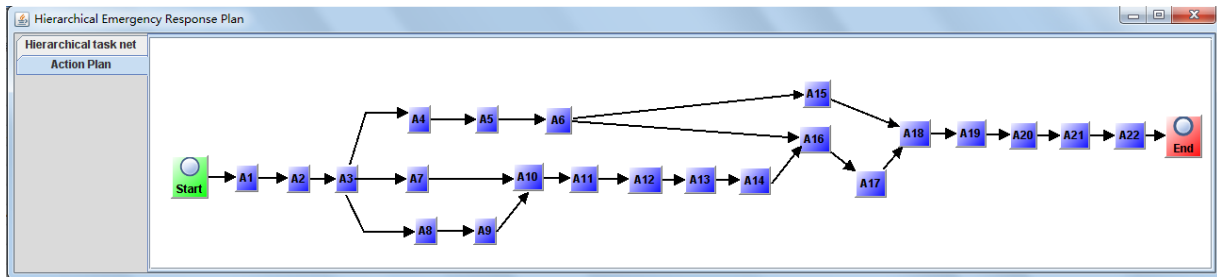 Hierarchical Emergency Response Plan
Hierarchical task net
Action Plan
A15
A4
A5
A6
A16
A18
A19
A20
A21
A22
End
Start
A1
A2
A3
A7
A10
A11
A12
A13
A14
A17
A8
A9